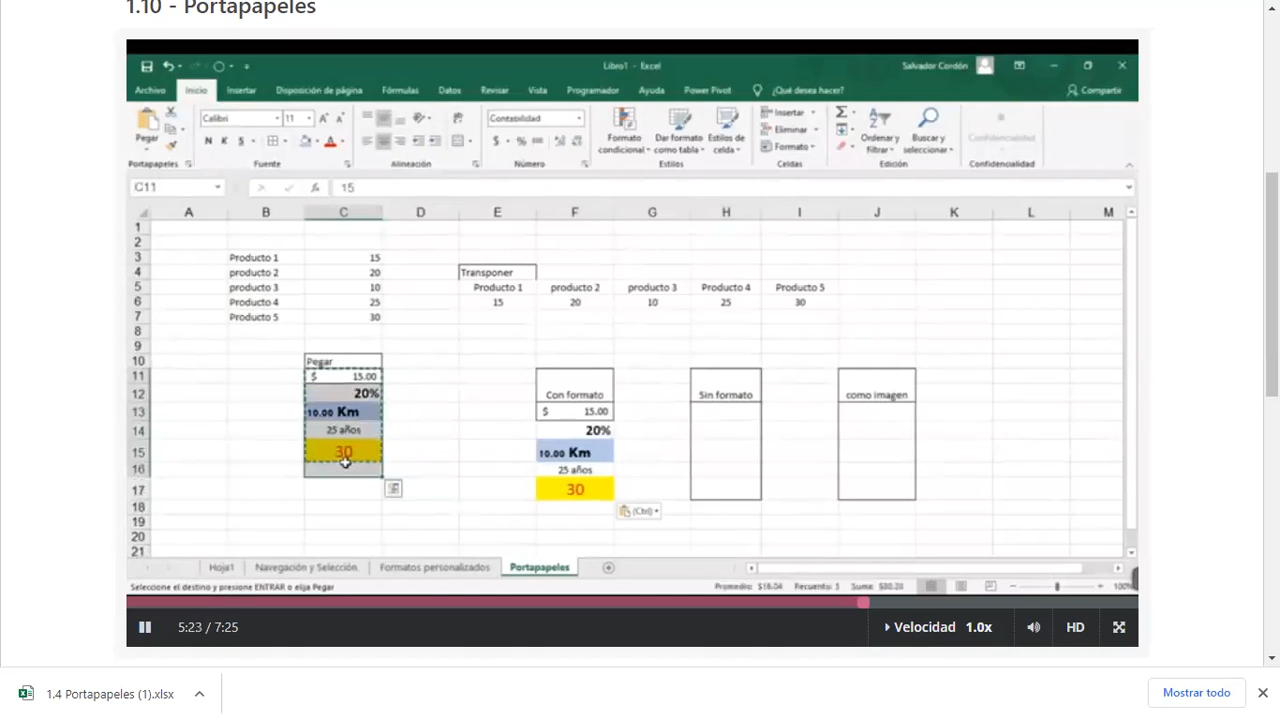 1.10 - Portapapeles
Libro1 - Excel
Salvador Cordón
Archivo Inicio Insertar Disposición de página Fórmulas Datos Revisar Vista Programador Ayuda Power Pivot ¿Qué desea hacer? Compartir
Pegar
Calibri 11 A A
N K S A
Contabilidad
$ %
Formato condicional
Dar formato como tabla
Estilos de celda
Insertar
Eliminar
Formato
Ordenar y filtrar
Buscar y seleccionar
Confidencialidad
Portapapeles Fuente Alineación Número Estilos Celdas Edición Confidencialidad
C11 fx 15
A B C D E F G H I J K L M
1
2
3 Producto 1 15
4 producto 2 20 Transponer
5 producto 3 10 Producto 1 producto 2 producto 3 Producto 4 Producto 5
6 Producto 4 25 15 20 10 25 30
7 Producto 5 30
8
9
10 Pegar
11 $ 15.00
12 20% Con formato Sin formato como imagen
13 10.00 Km $ 15.00
14 25 años 20%
15 30 10.00 Km
16 25 años
17 30
18 (Ctrl)
19
20
21
Hoja1 Navegación y Selección. Formatos personalizados Portapapeles
Seleccione el destino y presione ENTRAR o elija Pegar
Promedio: $16.04 Recuento: 5 Suma: $80.20 100%
5:23 / 7:25 Velocidad 1.0x HD
1.4 Portapapeles (1).xlsx Mostrar todo